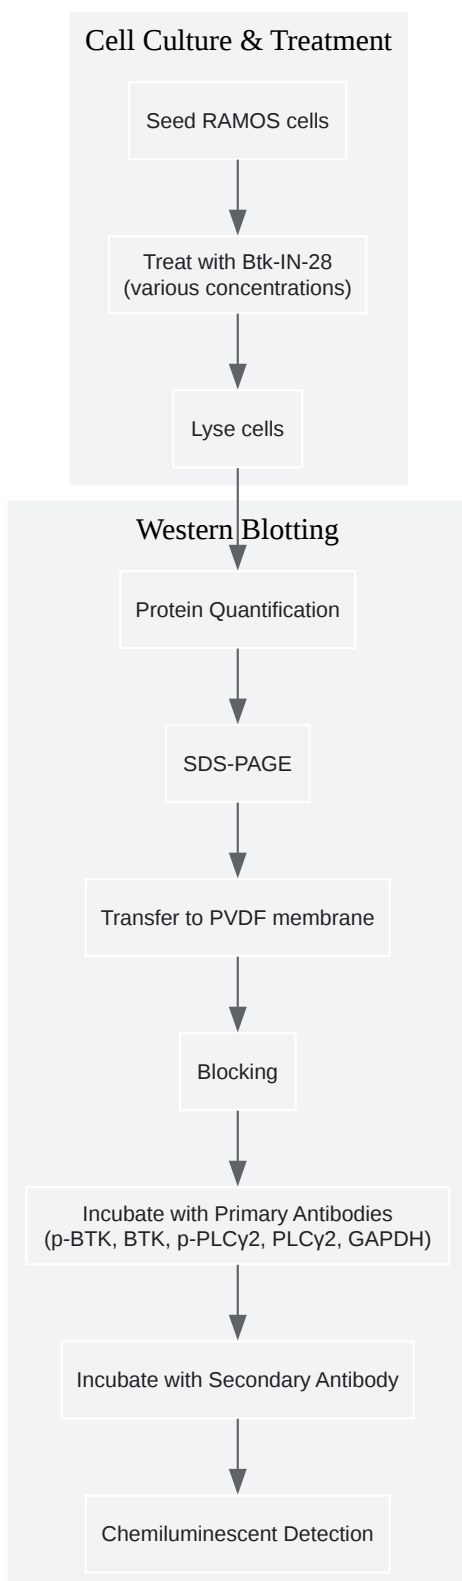 Cell Culture & Treatment
Seed RAMOS cells
Treat with Btk-IN-28
(various concentrations)
Lyse cells
Western Blotting
Protein Quantification
SDS-PAGE
Transfer to PVDF membrane
Blocking
Incubate with Primary Antibodies
(p-BTK, BTK, p-PLCγ2, PLCγ2, GAPDH)
Incubate with Secondary Antibody
Chemiluminescent Detection